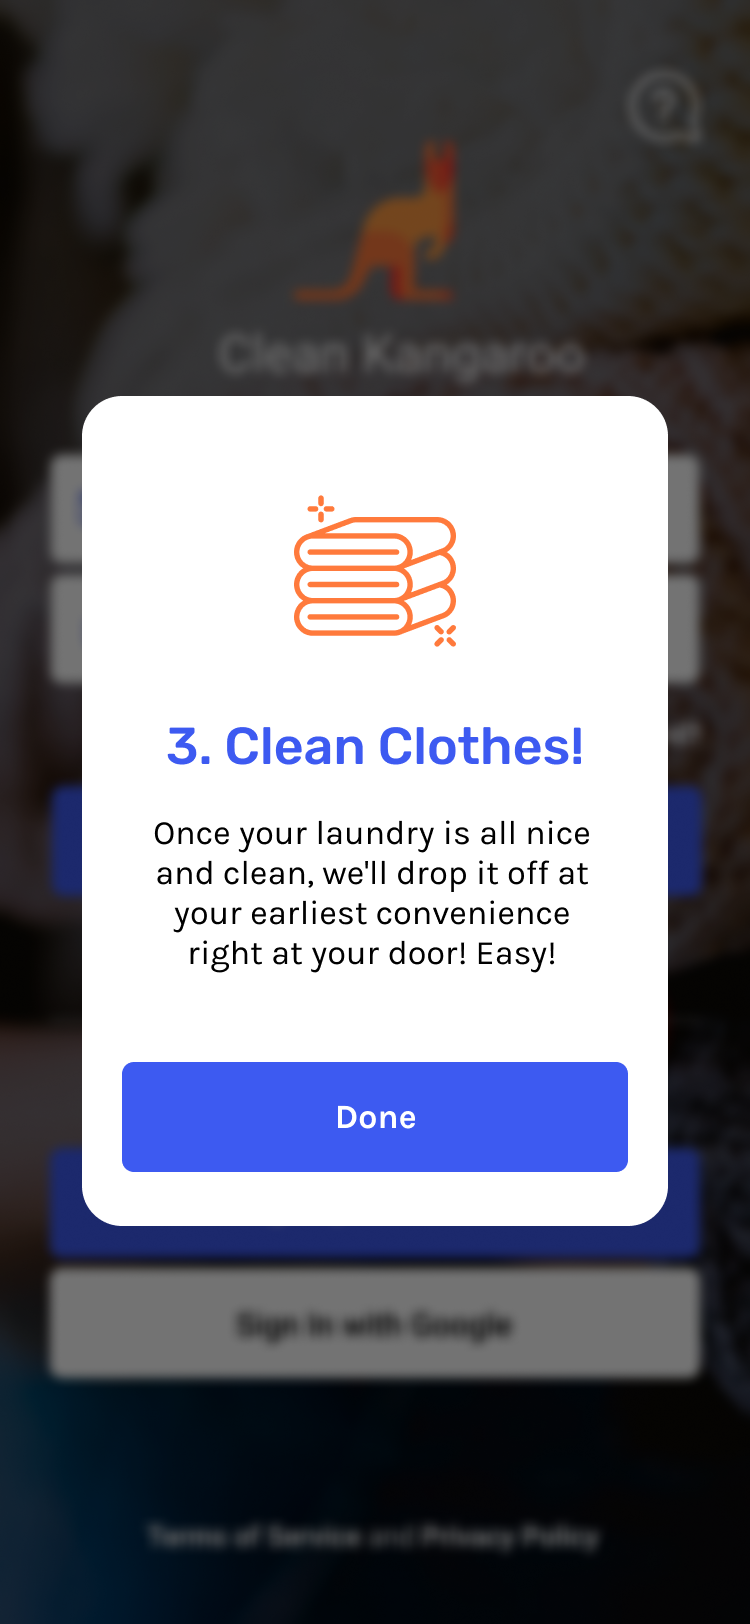 ?
Clean Kangaroo
3. Clean Clothes!
Once your laundry is all nice
and clean, we'll drop it off at
your earliest convenience
right at your door! Easy!
Done
Sign In with Google
Terms of Service and Privacy Policy